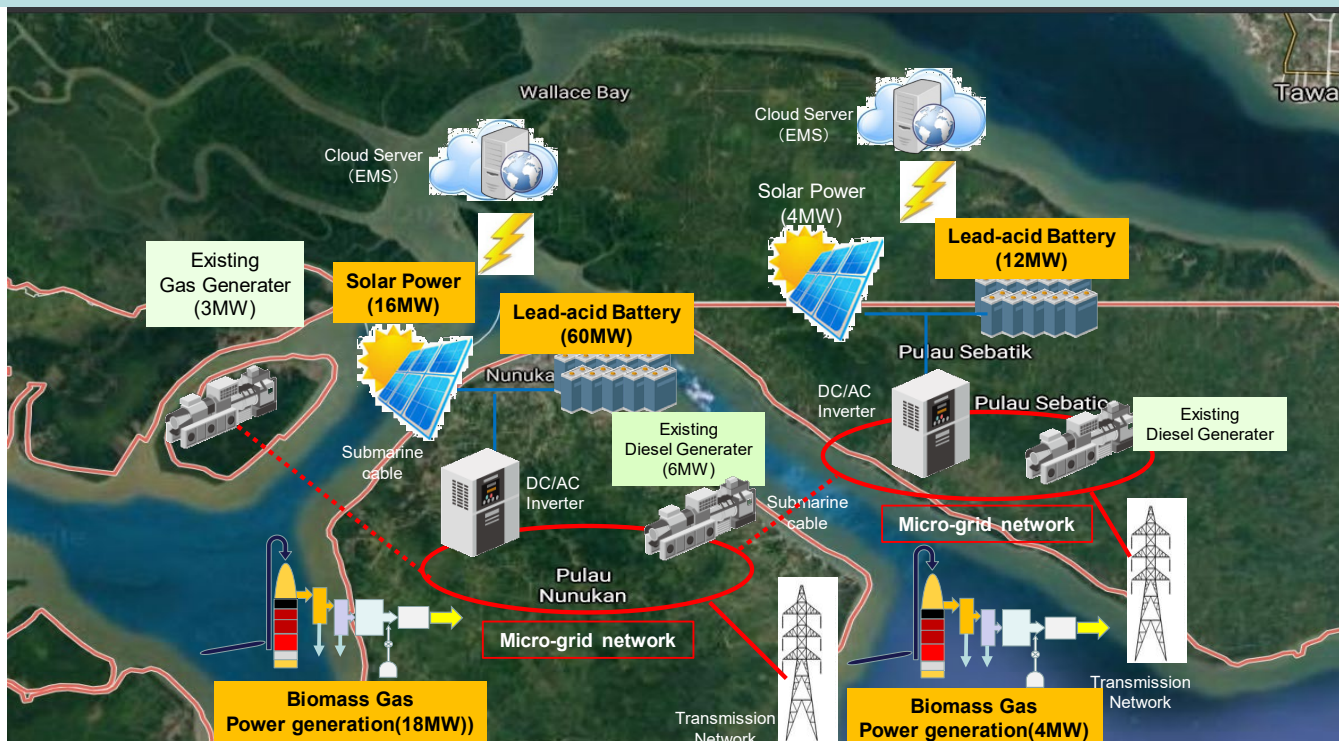 Wallace Bay
Tawa
Cloud Server
（EMS）
Cloud Server
（EMS）
Solar Power
(4MW)
Existing
Gas Generater
(3MW)
Solar Power
(16MW)
Lead-acid Battery
(60MW)
Lead-acid Battery
(12MW)
Nunuka
Pulau Sebatik
Pulau Sebatic
DC/AC
Inverter
Existing
Diesel Generater
Submarine
cable
DC/AC
Inverter
Existing
Diesel Generater
(6MW)
Submarine
cable
Micro-grid network
Pulau
Nunukan
Micro-grid network
Biomass Gas
Power generation(18MW))
Transmission
Network
Biomass Gas
Power generation(4MW)
Transmission
Network